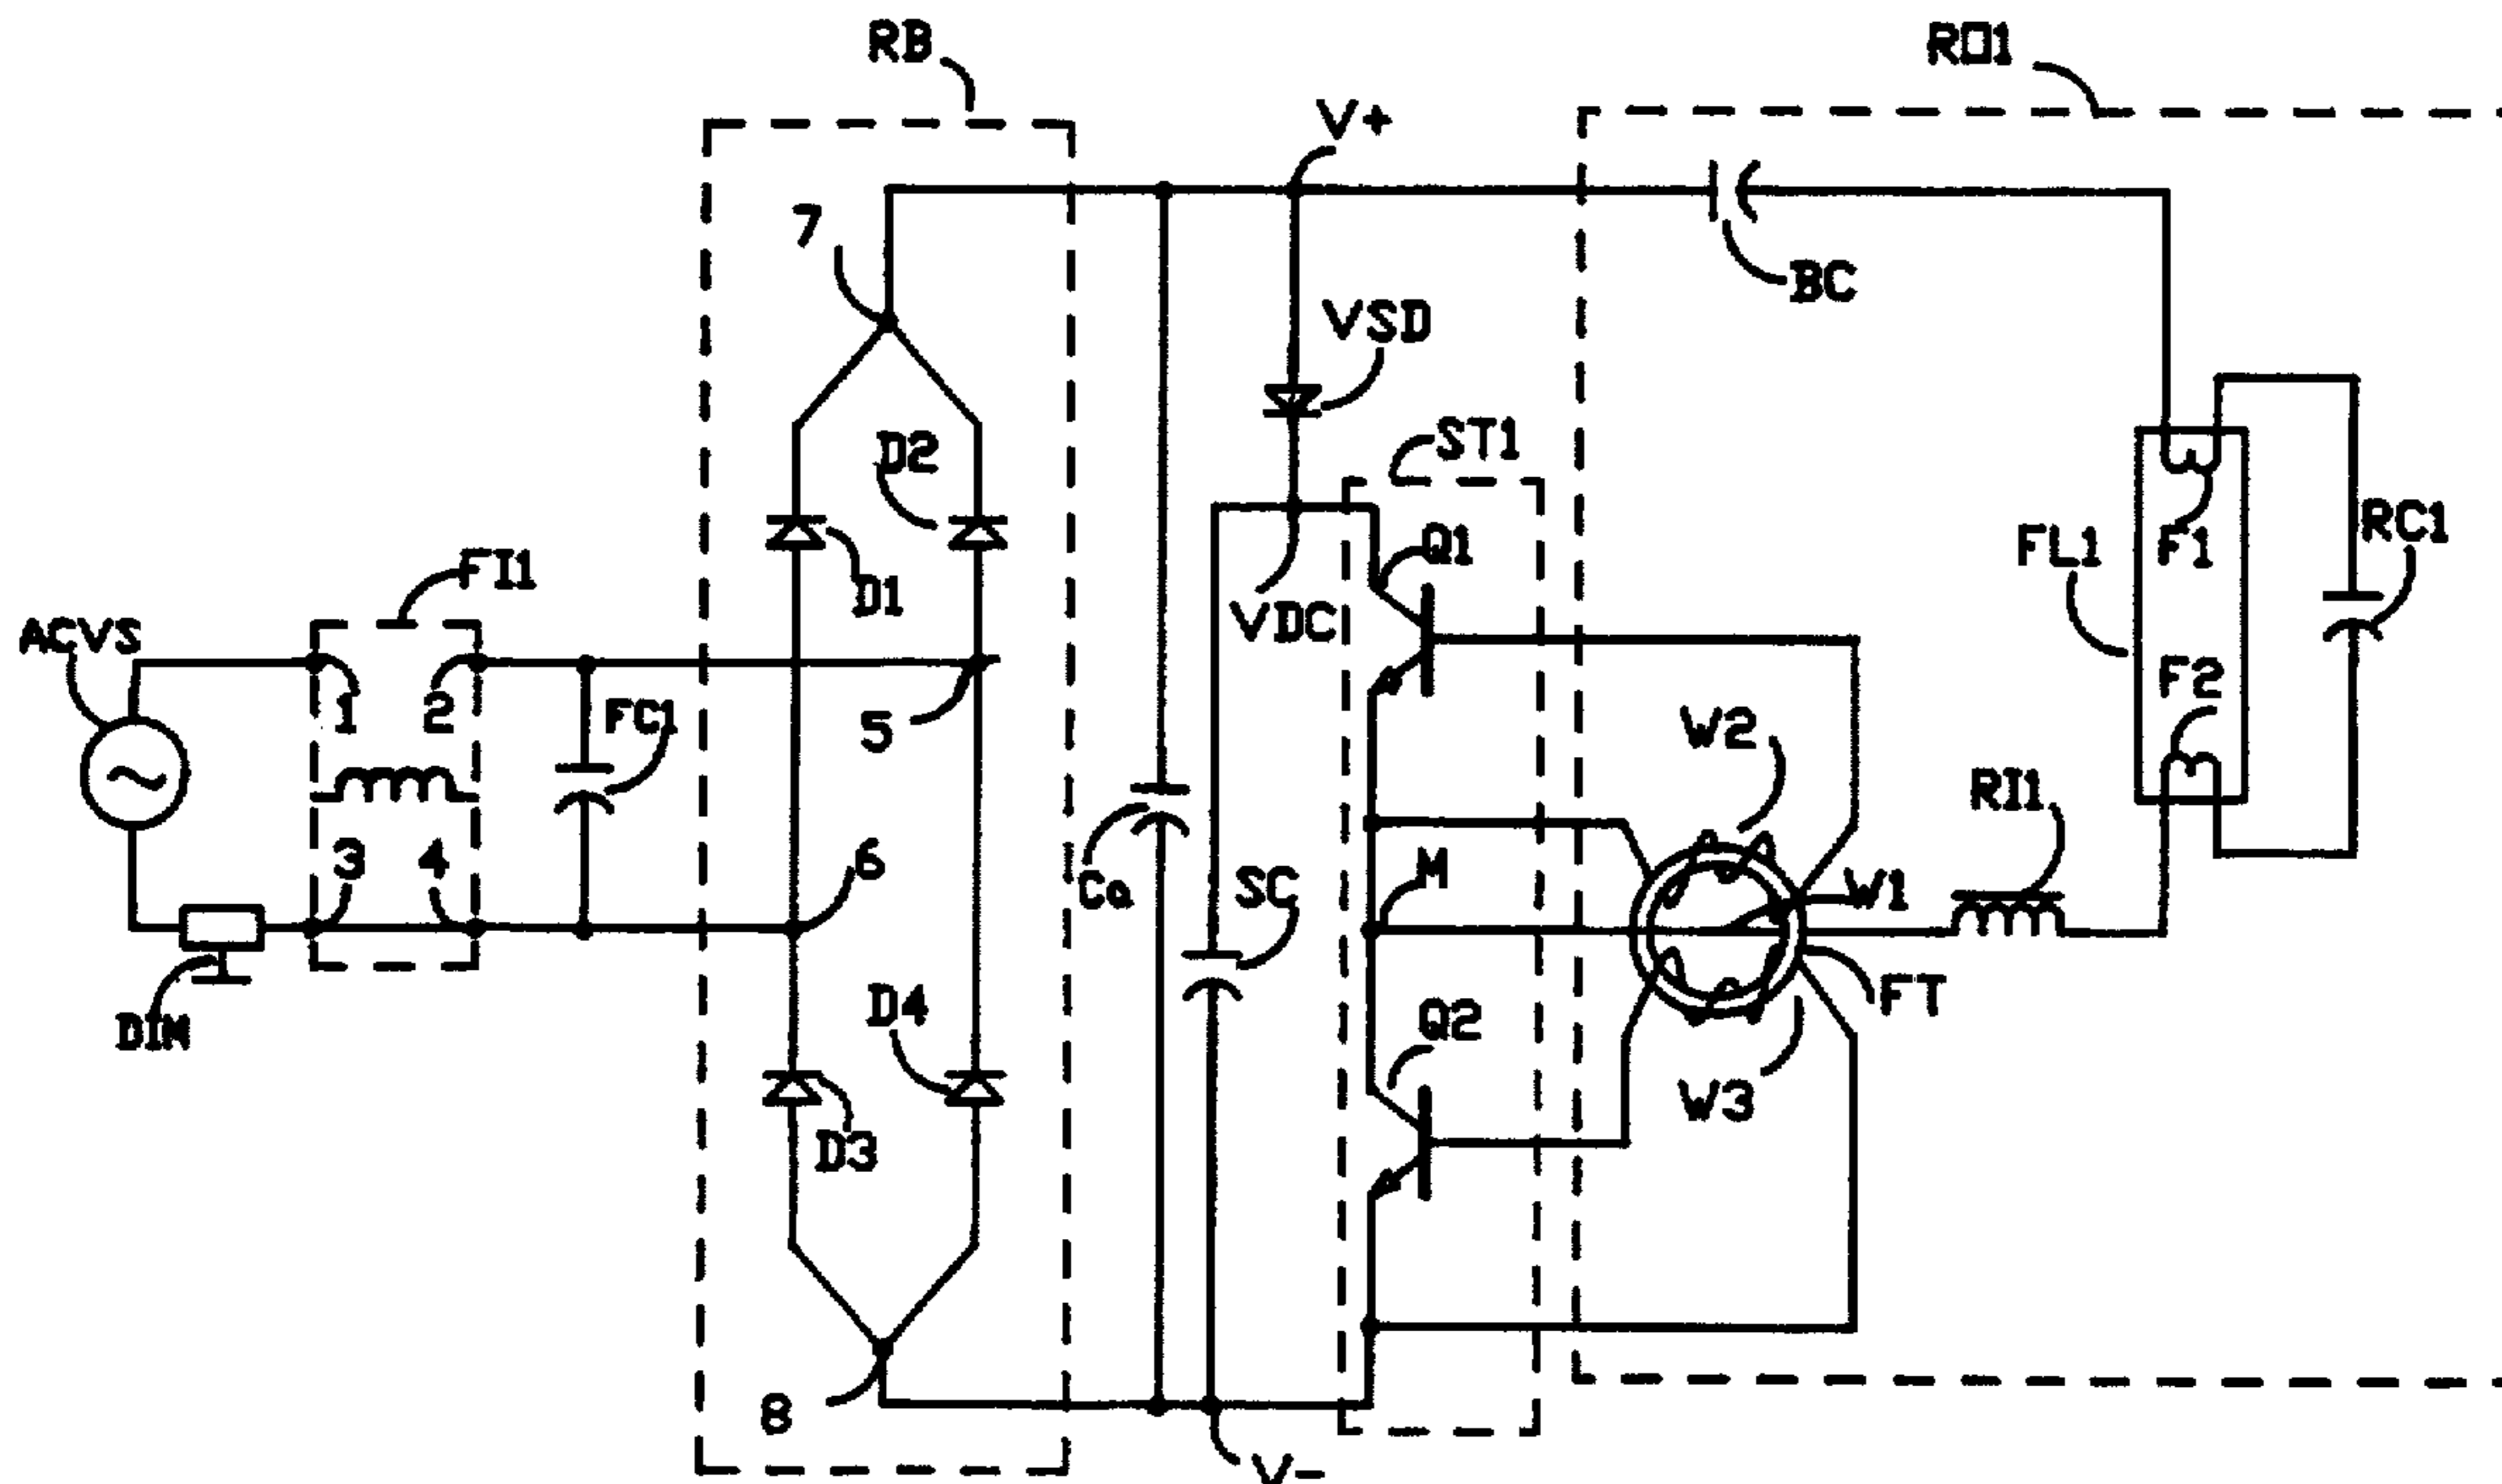 RB
RO1
V+
7
BC
VSD
D2
ST1
Q1
FI1
D1
FL1
F1
RC1
ACVS
VDC
1
2
FC1
5
F2
W2
RI1
3
4
6
Ca
SC
M
W1
DIM
D4
Q2
FT
D3
W3
8
V-